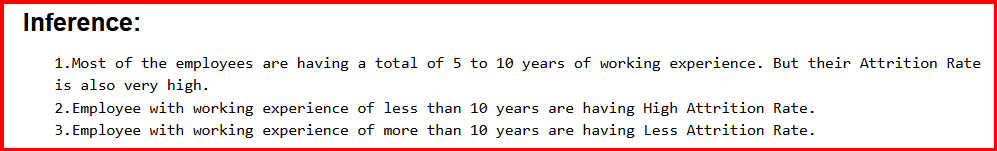 Inference:
1.Most of the employees are having a total of 5 to 10 years of working experience. But their Attrition Rate
is also very high.
2.Employee with working experience of less than 10 years are having High Attrition Rate.
3.Employee with working experience of more than 10 years are having Less Attrition Rate.